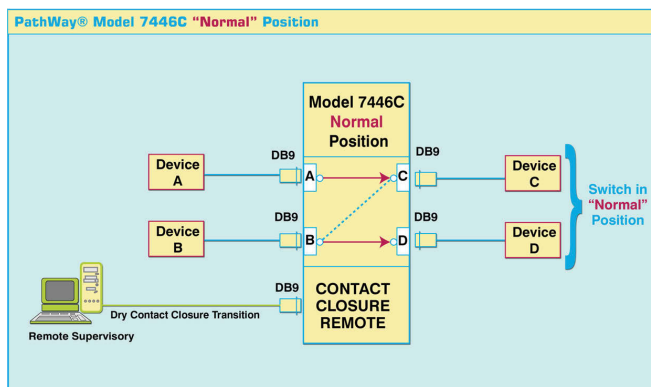 PathWay® Model 7446C "Normal" Position
Model 7446C
Normal
Position
DB9
DB9
Device
A
A
C
Device
C
DB9
DB9
Device
B
B
D
Device
D
Switch in
"Normal"
Position
DB9
CONTACT
CLOSURE
REMOTE
Dry Contact Closure Transition
Remote Supervisory